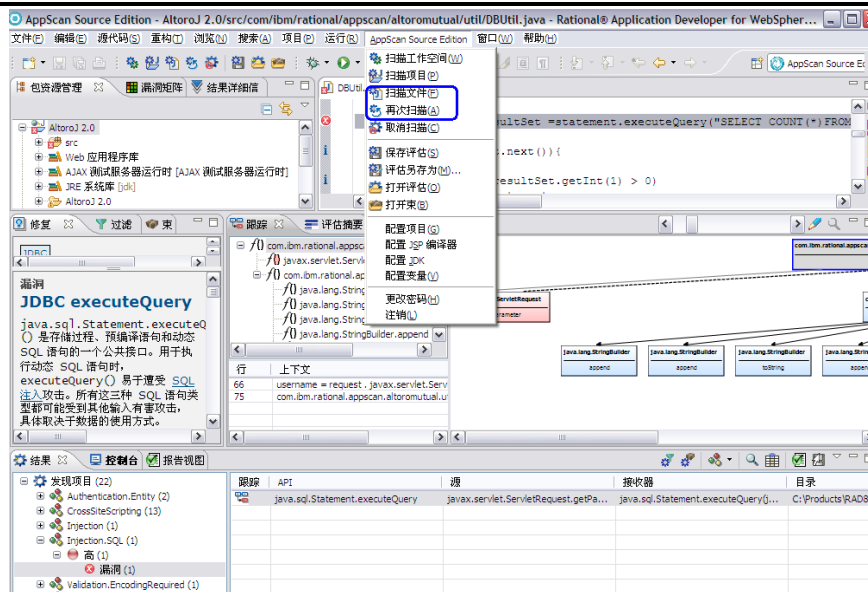 AppScan Source Edition - AltoroJ 2.0/src/com/ibm/rational/appscan/altoromutual/util/DBUtil.java - Rational® Application Developer for WebSpher...
文件(F) 编辑(E) 源代码(S) 重构(T) 浏览(N) 搜索(A) 项目(P) 运行(R) AppScan Source Edition 窗口(W) 帮助(H)
AppScan Source Ed
扫描工作空间(W)
扫描项目(P)
扫描文件(F)
再次扫描(A)
取消扫描(C)
保存评估(S)
评估另存为(M)...
打开评估(O)
打开束(B)
配置项目(G)
配置 JSP 编译器
配置 JDK
配置变量(V)
更改密码(H)
注销(L)
包资源管理 漏洞矩阵 结果详细信息
AltoroJ 2.0
src
Web 应用程序库
AJAX 测试服务器运行时 [AJAX 测试服务器运行时]
JRE 系统库 [jdk]
AltoroJ 2.0
DBUtil.
ultSet =statement.executeQuery("SELECT COUNT(*)FROM
.next()){
esultSet.getInt(1) > 0)
修复 过滤 束
JDBC
漏洞
JDBC executeQuery
java.sql.Statement.executeQ
() 是存储过程、预编译语句和动态
SQL 语句的一个公共接口。用于执
行动态 SQL 语句时，
executeQuery() 易于遭受 SQL
注入攻击。所有这三种 SQL 语句类
型都可能受到其他输入有害攻击，
具体取决于数据的使用方式。
跟踪 评估摘要
com.ibm.rational.appsca
javax.servlet.Servle
com.ibm.rational.ap
java.lang.String
java.lang.String
java.lang.String
java.lang.StringBuilder.append
行 上下文
66 username = request . javax.servlet.Serv
75 com.ibm.rational.appscan.altoromutual.u
com.ibm.rational.appsca
ServletRequest
arameter
java.lang.StringBuilder
append
java.lang.StringBuilder
append
java.lang.StringBuilder
toString
java.lang.Strin
appen
结果 控制台 报告视图
发现项目 (22)
Authentication.Entity (2)
CrossSiteScripting (13)
Injection (1)
Injection.SQL (1)
高 (1)
漏洞 (1)
Validation.EncodingRequired (1)
跟踪 API 源 接收器 目录
java.sql.Statement.executeQuery javax.servlet.ServletRequest.getPa... java.sql.Statement.executeQuery(j... C:\Products\RAD8